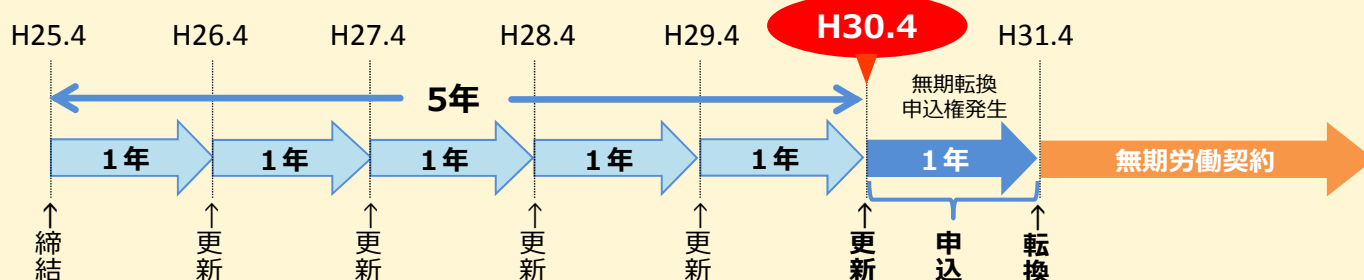 H25.4 H26.4 H27.4 H28.4 H29.4 H30.4 H31.4
5年
無期転換
申込権発生
1年 1年 1年 1年 1年 1年 無期労働契約
↑締結 ↑更新 ↑更新 ↑更新 ↑更新 ↑更新 申込 ↑転換